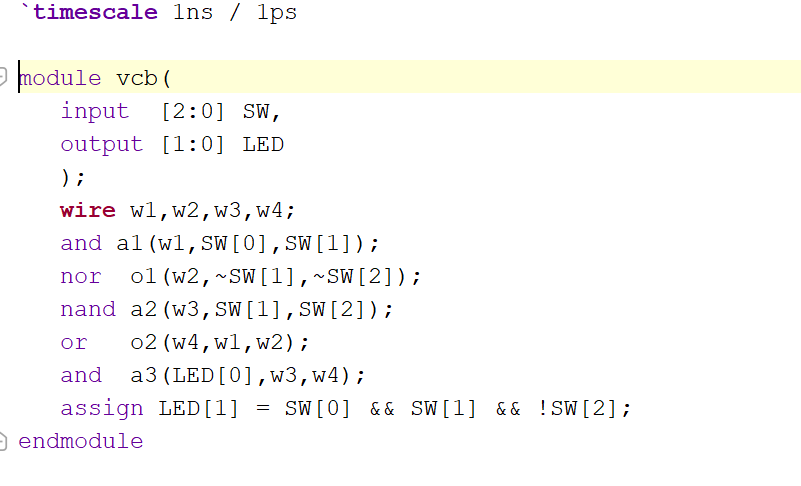 `timescale 1ns / 1ps
module vcb(
input  [2:0] SW,
output [1:0] LED
);
wire w1,w2,w3,w4;
and a1(w1,SW[0],SW[1]);
nor  o1(w2,~SW[1],~SW[2]);
nand a2(w3,SW[1],SW[2]);
or   o2(w4,w1,w2);
and  a3(LED[0],w3,w4);
assign LED[1] = SW[0] && SW[1] && !SW[2];
endmodule